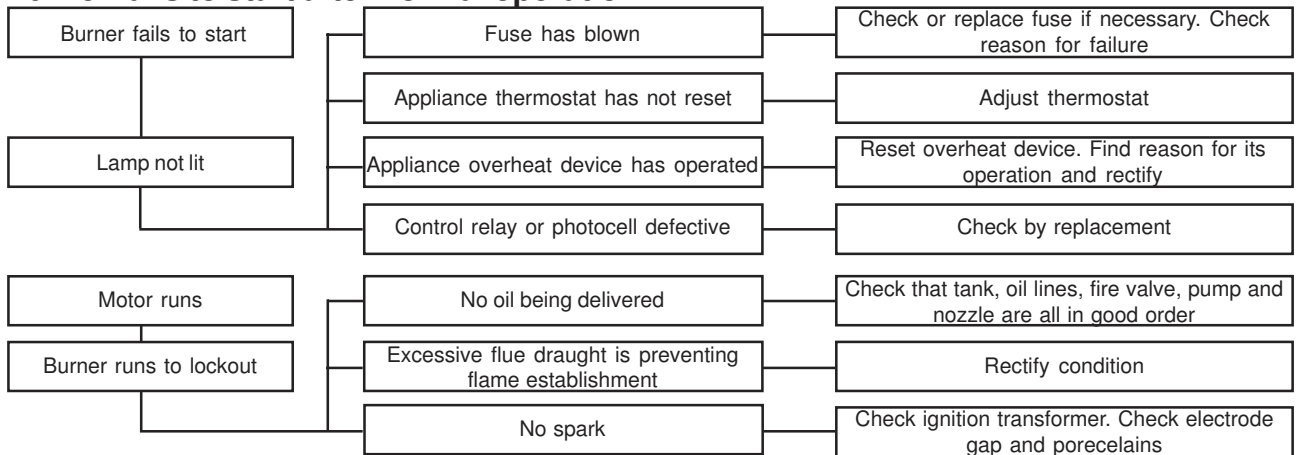 Burner fails to start
Fuse has blown
Check or replace fuse if necessary. Check
reason for failure
Appliance thermostat has not reset
Adjust thermostat
Lamp not lit
Appliance overheat device has operated
Reset overheat device. Find reason for its
operation and rectify
Control relay or photocell defective
Check by replacement
Motor runs
No oil being delivered
Check that tank, oil lines, fire valve, pump and
nozzle are all in good order
Burner runs to lockout
Excessive flue draught is preventing
flame establishment
Rectify condition
No spark
Check ignition transformer. Check electrode
gap and porecelains